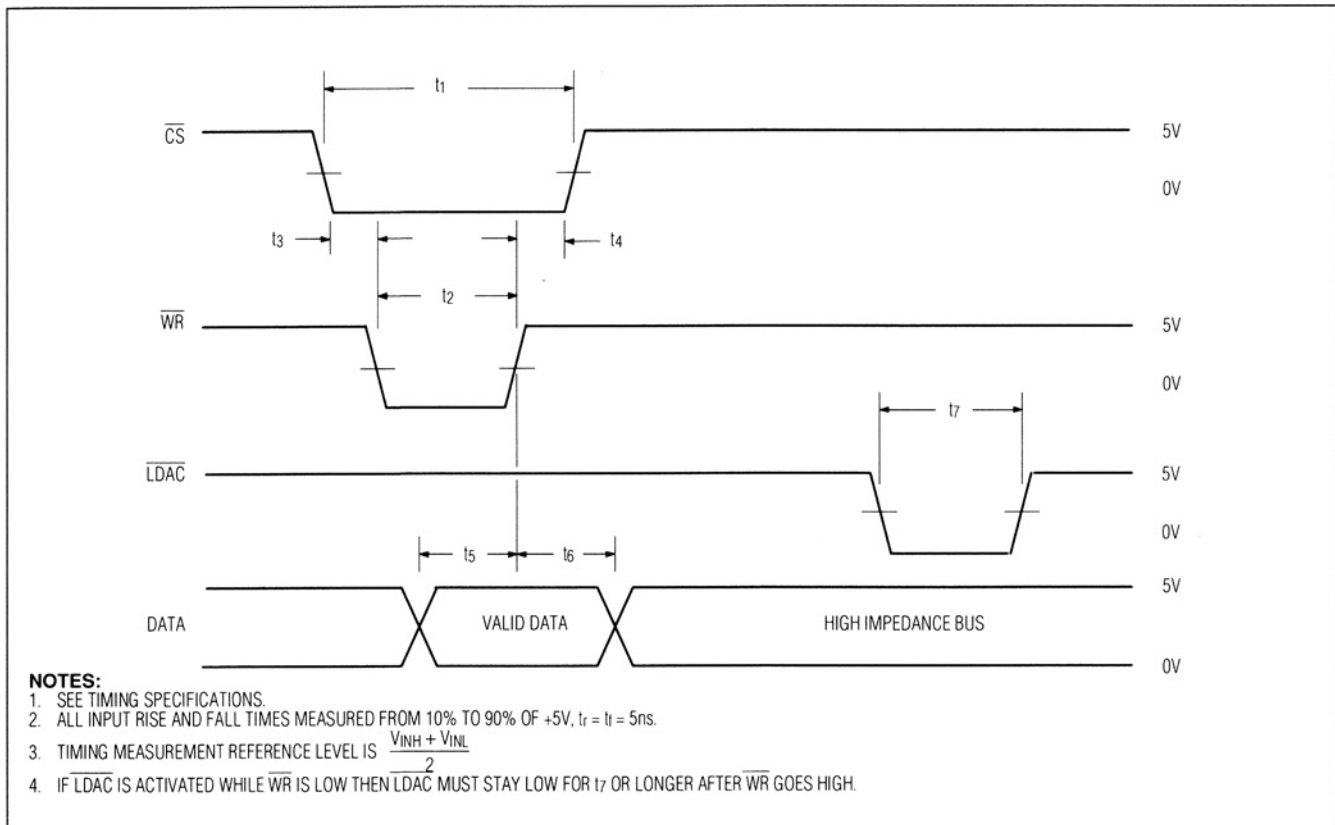 t1
CS
5V
0V
t3
t4
t2
WR
5V
0V
t7
LDAC
5V
0V
t5
t6
5V
DATA
VALID DATA
HIGH IMPEDANCE BUS
0V
NOTES:
1. SEE TIMING SPECIFICATIONS.
2. ALL INPUT RISE AND FALL TIMES MEASURED FROM 10% TO 90% OF +5V, tr = tf = 5ns.
3. TIMING MEASUREMENT REFERENCE LEVEL IS VINH + VINL
2
4. IF LDAC IS ACTIVATED WHILE WR IS LOW THEN LDAC MUST STAY LOW FOR t7 OR LONGER AFTER WR GOES HIGH.